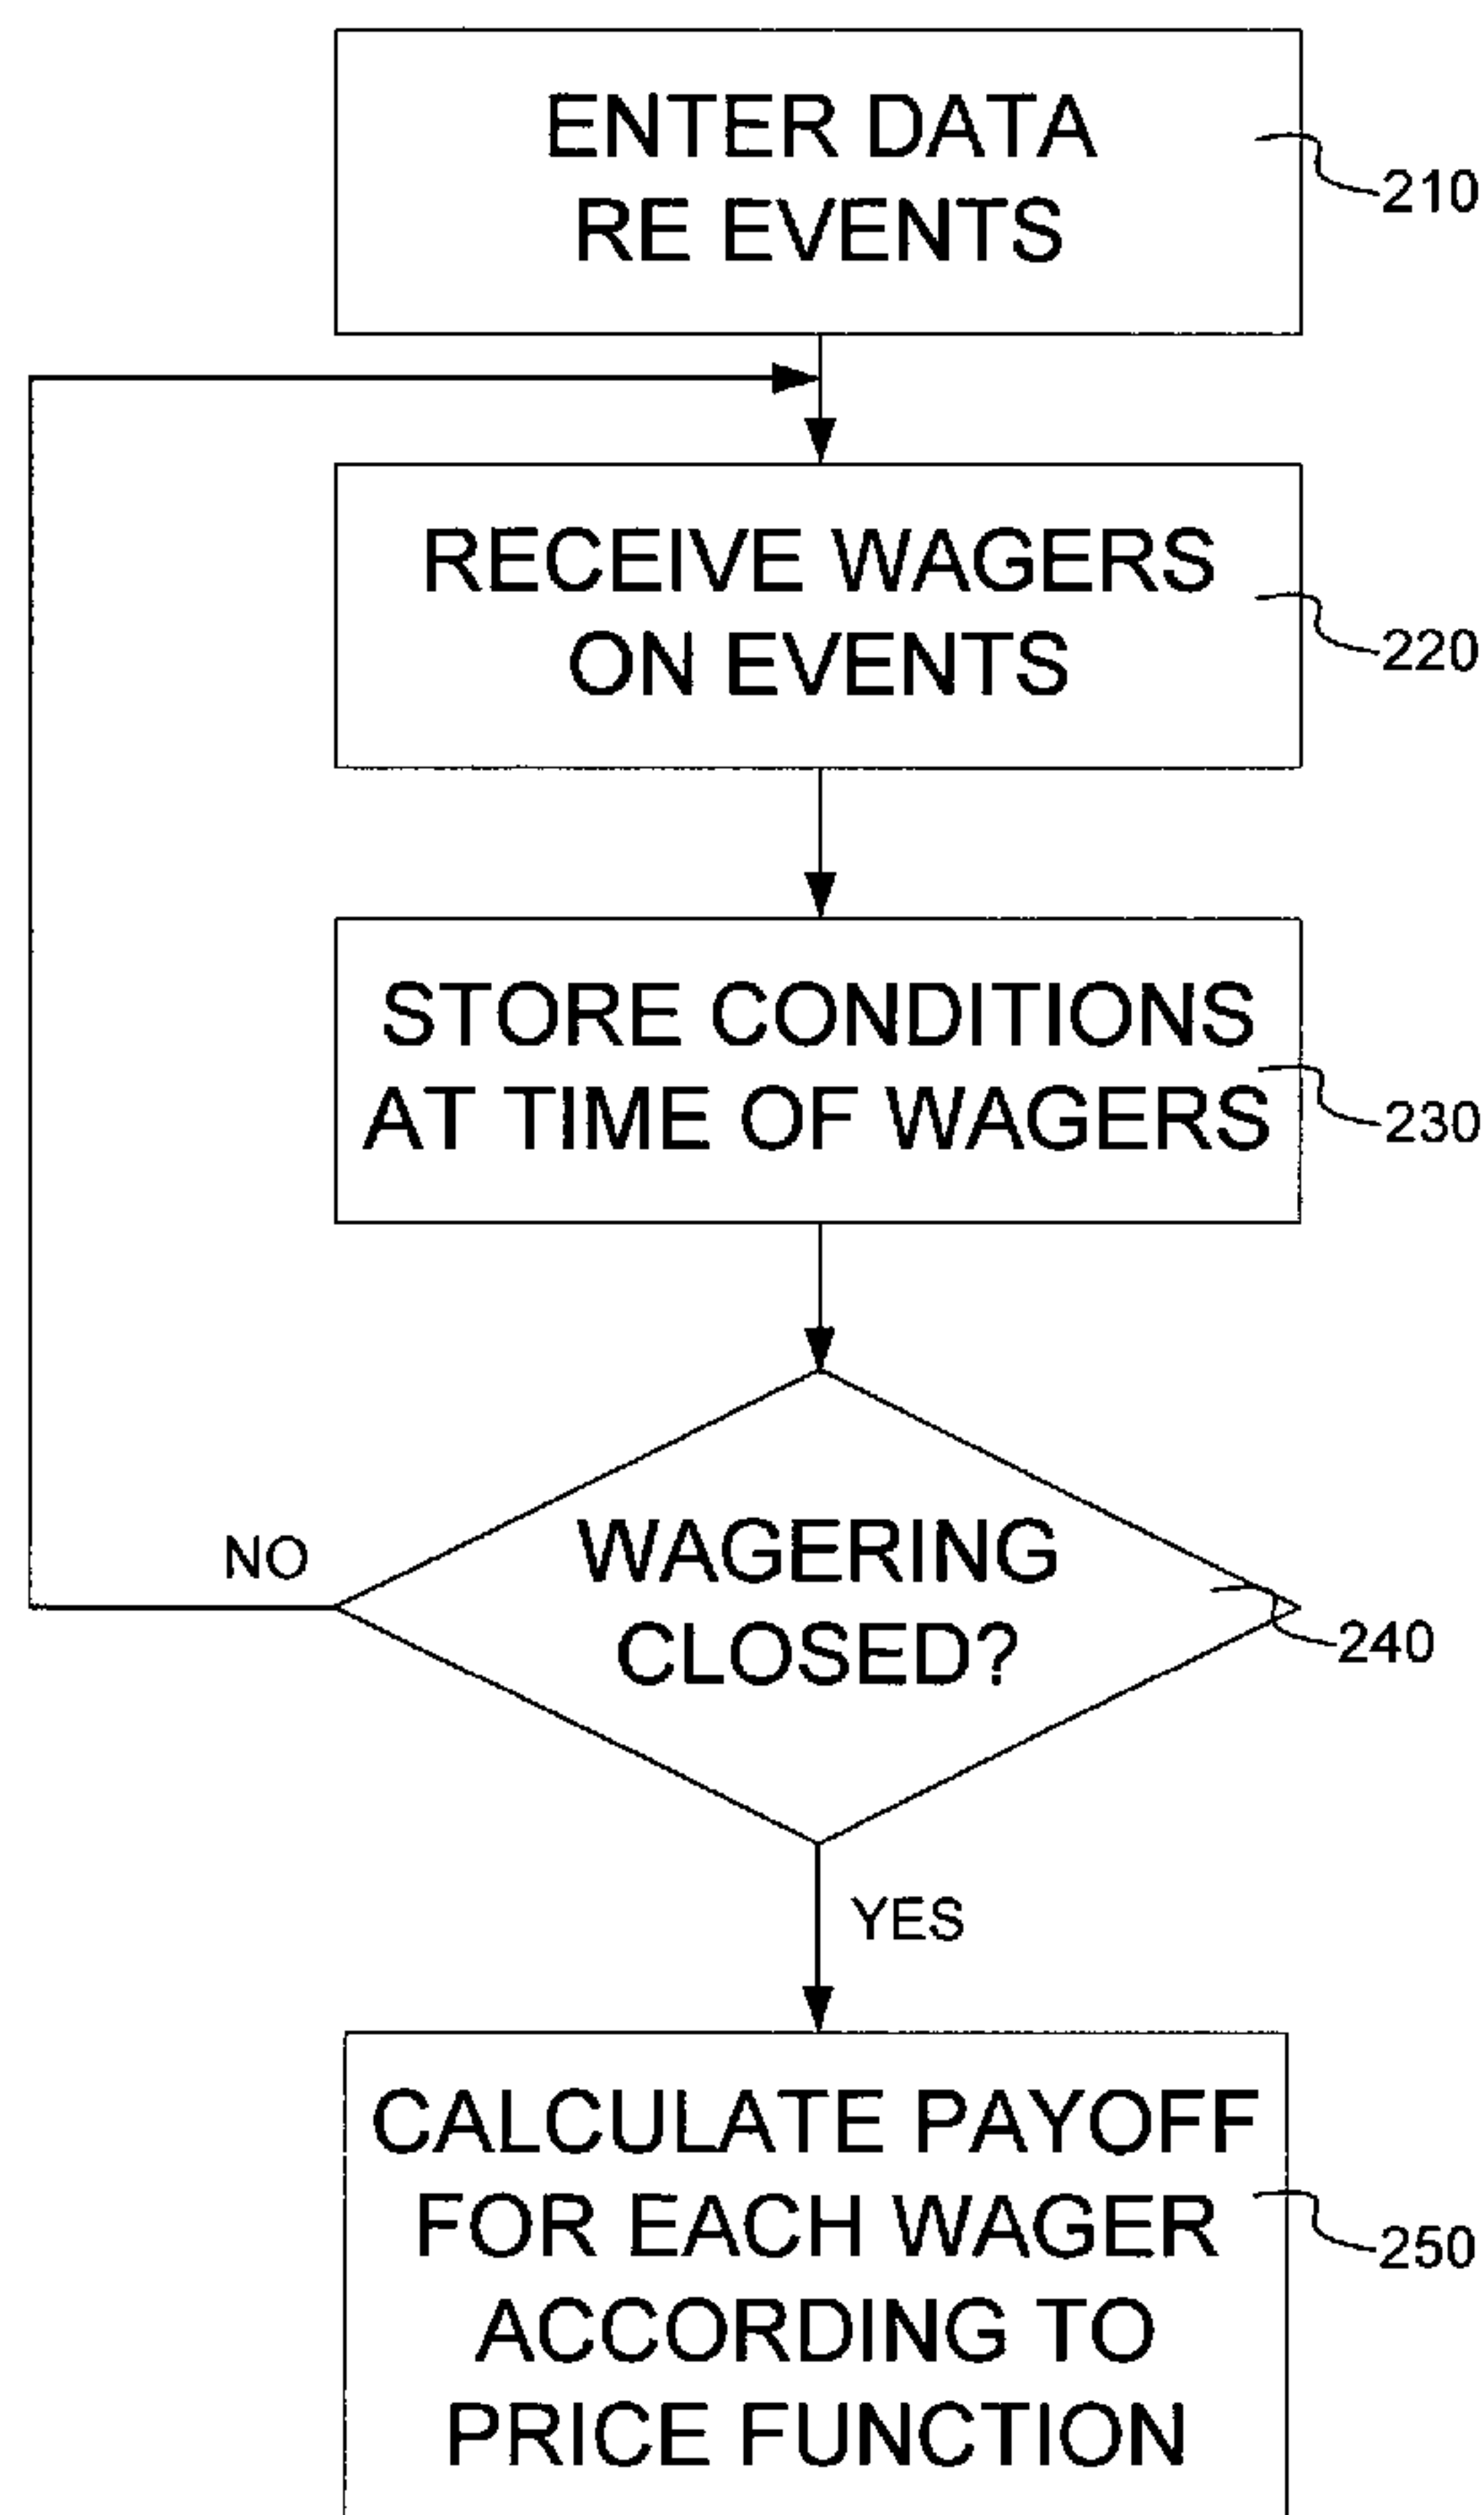 ENTER DATA
RE EVENTS
210
RECEIVE WAGERS
ON EVENTS
220
STORE CONDITIONS
AT TIME OF WAGERS
230
WAGERING
CLOSED?
240
NO
YES
CALCULATE PAYOFF
FOR EACH WAGER
ACCORDING TO
PRICE FUNCTION
250